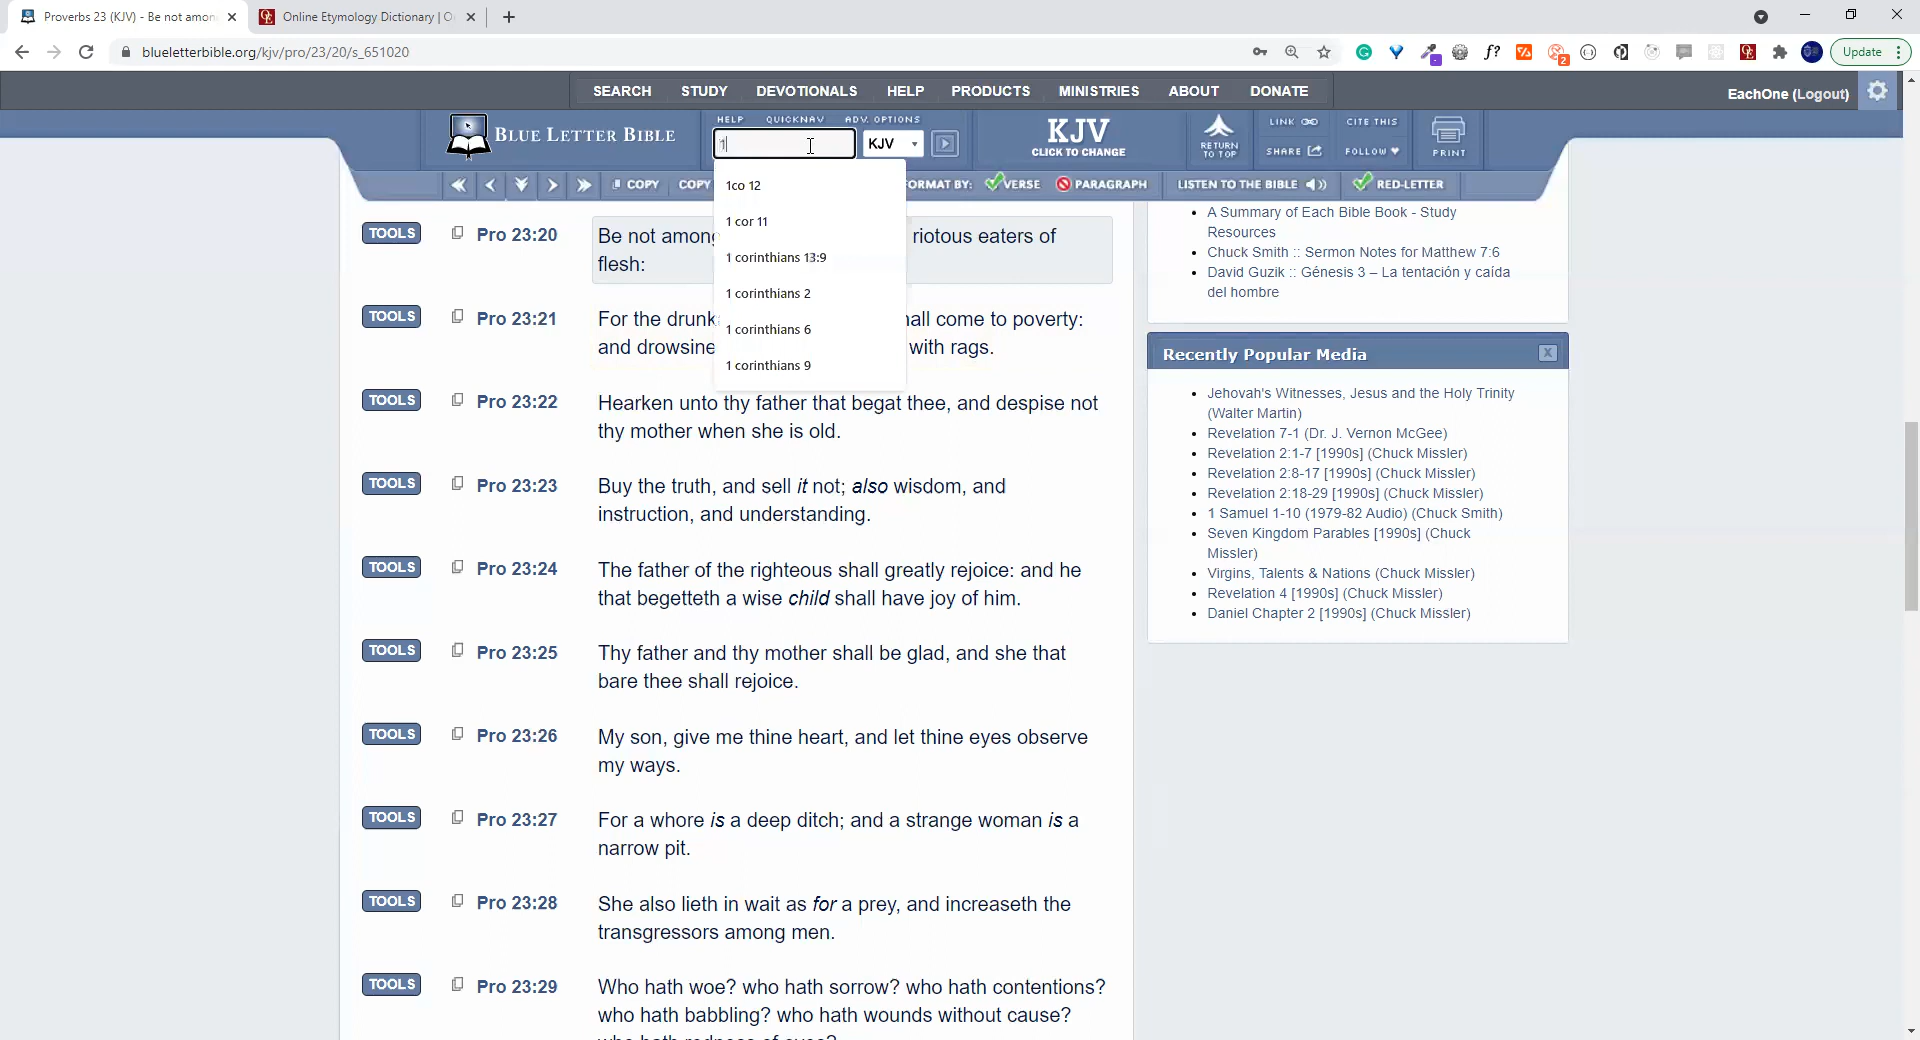 Proverbs 23 (KJV) - Be not amon
Online Etymology Dictionary | O
blueletterbible.org/kjv/pro/23/20/s_651020
Update
SEARCH STUDY DEVOTIONALS HELP PRODUCTS MINISTRIES ABOUT DONATE
EachOne (Logout)
BLUE LETTER BIBLE
HELP QUICKNAV ADV. OPTIONS
1
KJV
KJV
CLICK TO CHANGE
RETURN
TO TOP
LINK
CITE THIS
SHARE
FOLLOW
PRINT
COPY COPY
FORMAT BY: VERSE PARAGRAPH LISTEN TO THE BIBLE RED-LETTER
1co 12
1 cor 11
1 corinthians 13:9
1 corinthians 2
1 corinthians 6
1 corinthians 9
TOOLS Pro 23:20 Be not among riotous eaters of
flesh:
TOOLS Pro 23:21 For the drunk all come to poverty:
and drowsine with rags.
TOOLS Pro 23:22 Hearken unto thy father that begat thee, and despise not
thy mother when she is old.
TOOLS Pro 23:23 Buy the truth, and sell it not; also wisdom, and
instruction, and understanding.
TOOLS Pro 23:24 The father of the righteous shall greatly rejoice: and he
that begetteth a wise child shall have joy of him.
TOOLS Pro 23:25 Thy father and thy mother shall be glad, and she that
bare thee shall rejoice.
TOOLS Pro 23:26 My son, give me thine heart, and let thine eyes observe
my ways.
TOOLS Pro 23:27 For a whore is a deep ditch; and a strange woman is a
narrow pit.
TOOLS Pro 23:28 She also lieth in wait as for a prey, and increaseth the
transgressors among men.
TOOLS Pro 23:29 Who hath woe? who hath sorrow? who hath contentions?
who hath babbling? who hath wounds without cause?
who hath redness of eyes?
A Summary of Each Bible Book - Study
Resources
Chuck Smith :: Sermon Notes for Matthew 7:6
David Guzik :: Génesis 3 – La tentación y caída
del hombre
Recently Popular Media
Jehovah's Witnesses, Jesus and the Holy Trinity
(Walter Martin)
Revelation 7-1 (Dr. J. Vernon McGee)
Revelation 2:1-7 [1990s] (Chuck Missler)
Revelation 2:8-17 [1990s] (Chuck Missler)
Revelation 2:18-29 [1990s] (Chuck Missler)
1 Samuel 1-10 (1979-82 Audio) (Chuck Smith)
Seven Kingdom Parables [1990s] (Chuck
Missler)
Virgins, Talents & Nations (Chuck Missler)
Revelation 4 [1990s] (Chuck Missler)
Daniel Chapter 2 [1990s] (Chuck Missler)